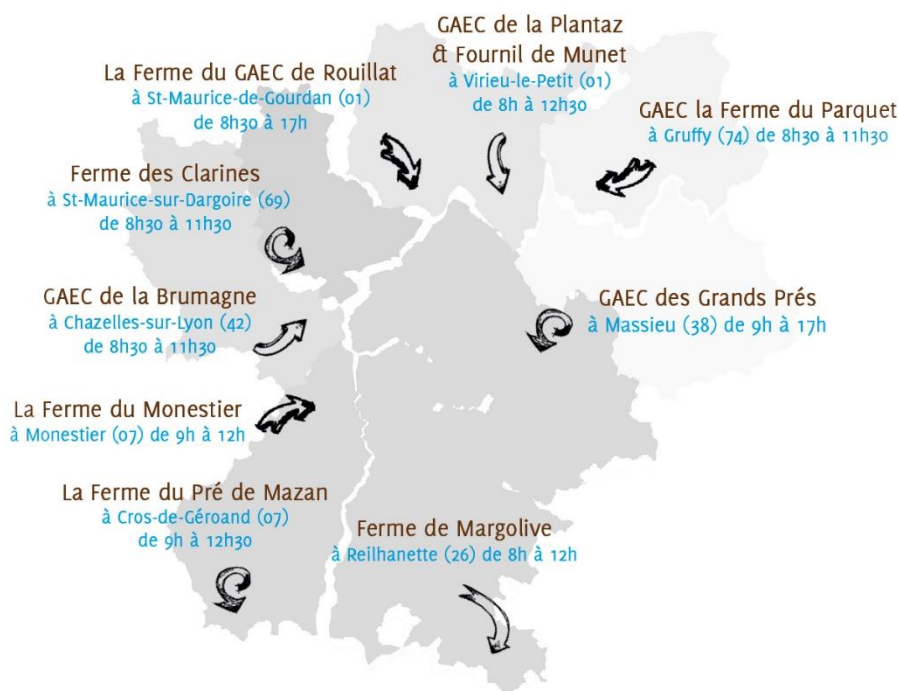 GAEC de la Plantaz
& Fournil de Munet
à Virieu-le-Petit (01)
de 8h à 12h30
La Ferme du GAEC de Rouillat
à St-Maurice-de-Gourdan (01)
de 8h30 à 17h
GAEC la Ferme du Parquet
à Gruffy (74) de 8h30 à 11h30
Ferme des Clarines
à St-Maurice-sur-Dargoire (69)
de 8h30 à 11h30
GAEC de la Brumagne
à Chazelles-sur-Lyon (42)
de 8h30 à 11h30
GAEC des Grands Prés
à Massieu (38) de 9h à 17h
La Ferme du Monestier
à Monestier (07) de 9h à 12h
La Ferme du Pré de Mazan
à Cros-de-Géroand (07)
de 9h à 12h30
Ferme de Margolive
à Reilhanette (26) de 8h à 12h